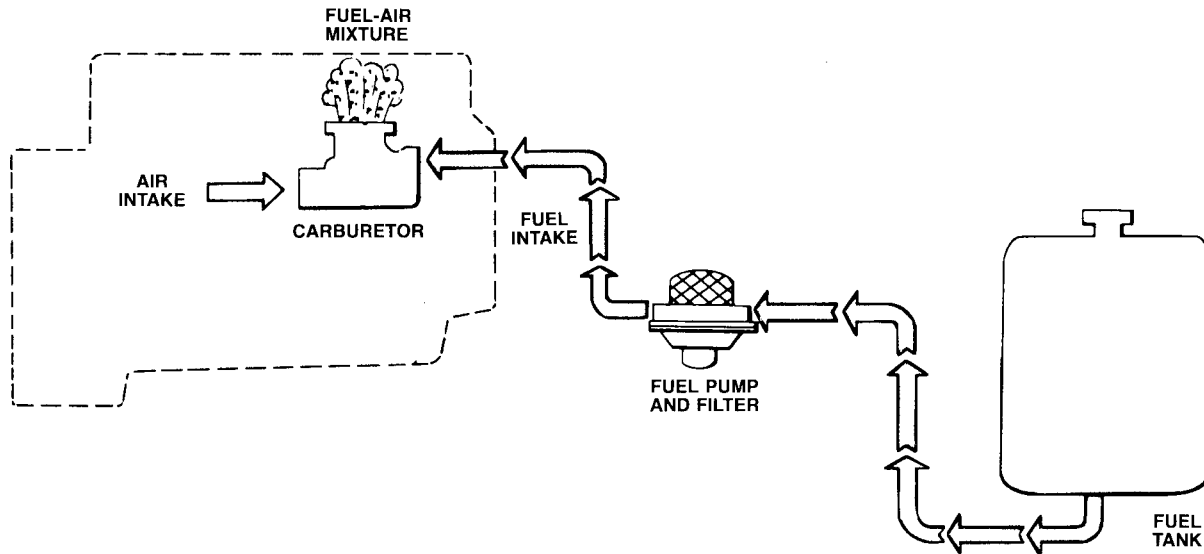 FUEL-AIR
MIXTURE
AIR
INTAKE
CARBURETOR
FUEL
INTAKE
FUEL PUMP
AND FILTER
FUEL
TANK